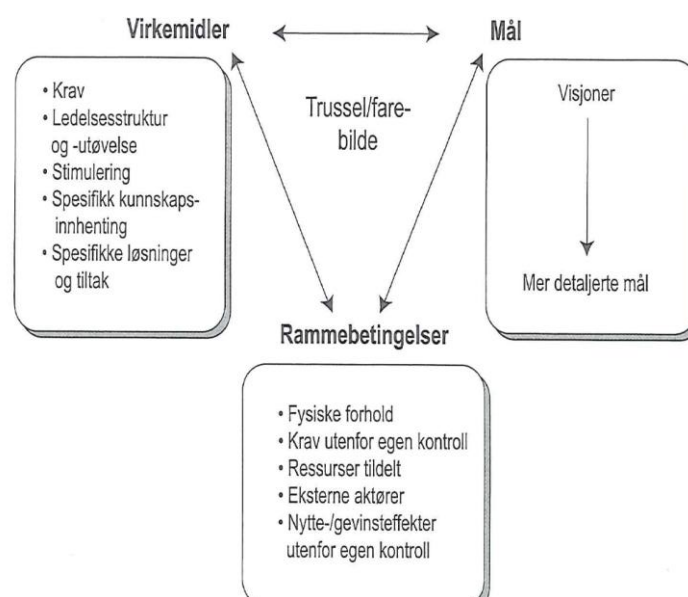 Virkemidler
Mål
• Krav
• Ledelsesstruktur
og -utøvelse
• Stimulering
• Spesifikk kunnskaps-
innhenting
• Spesifikke løsninger
og tiltak
Trussel/fare-
bilde
Visjoner
Mer detaljerte mål
Rammebetingelser
• Fysiske forhold
• Krav utenfor egen kontroll
• Ressurser tildelt
• Eksterne aktører
• Nytte-/gevinsteffekter
utenfor egen kontroll